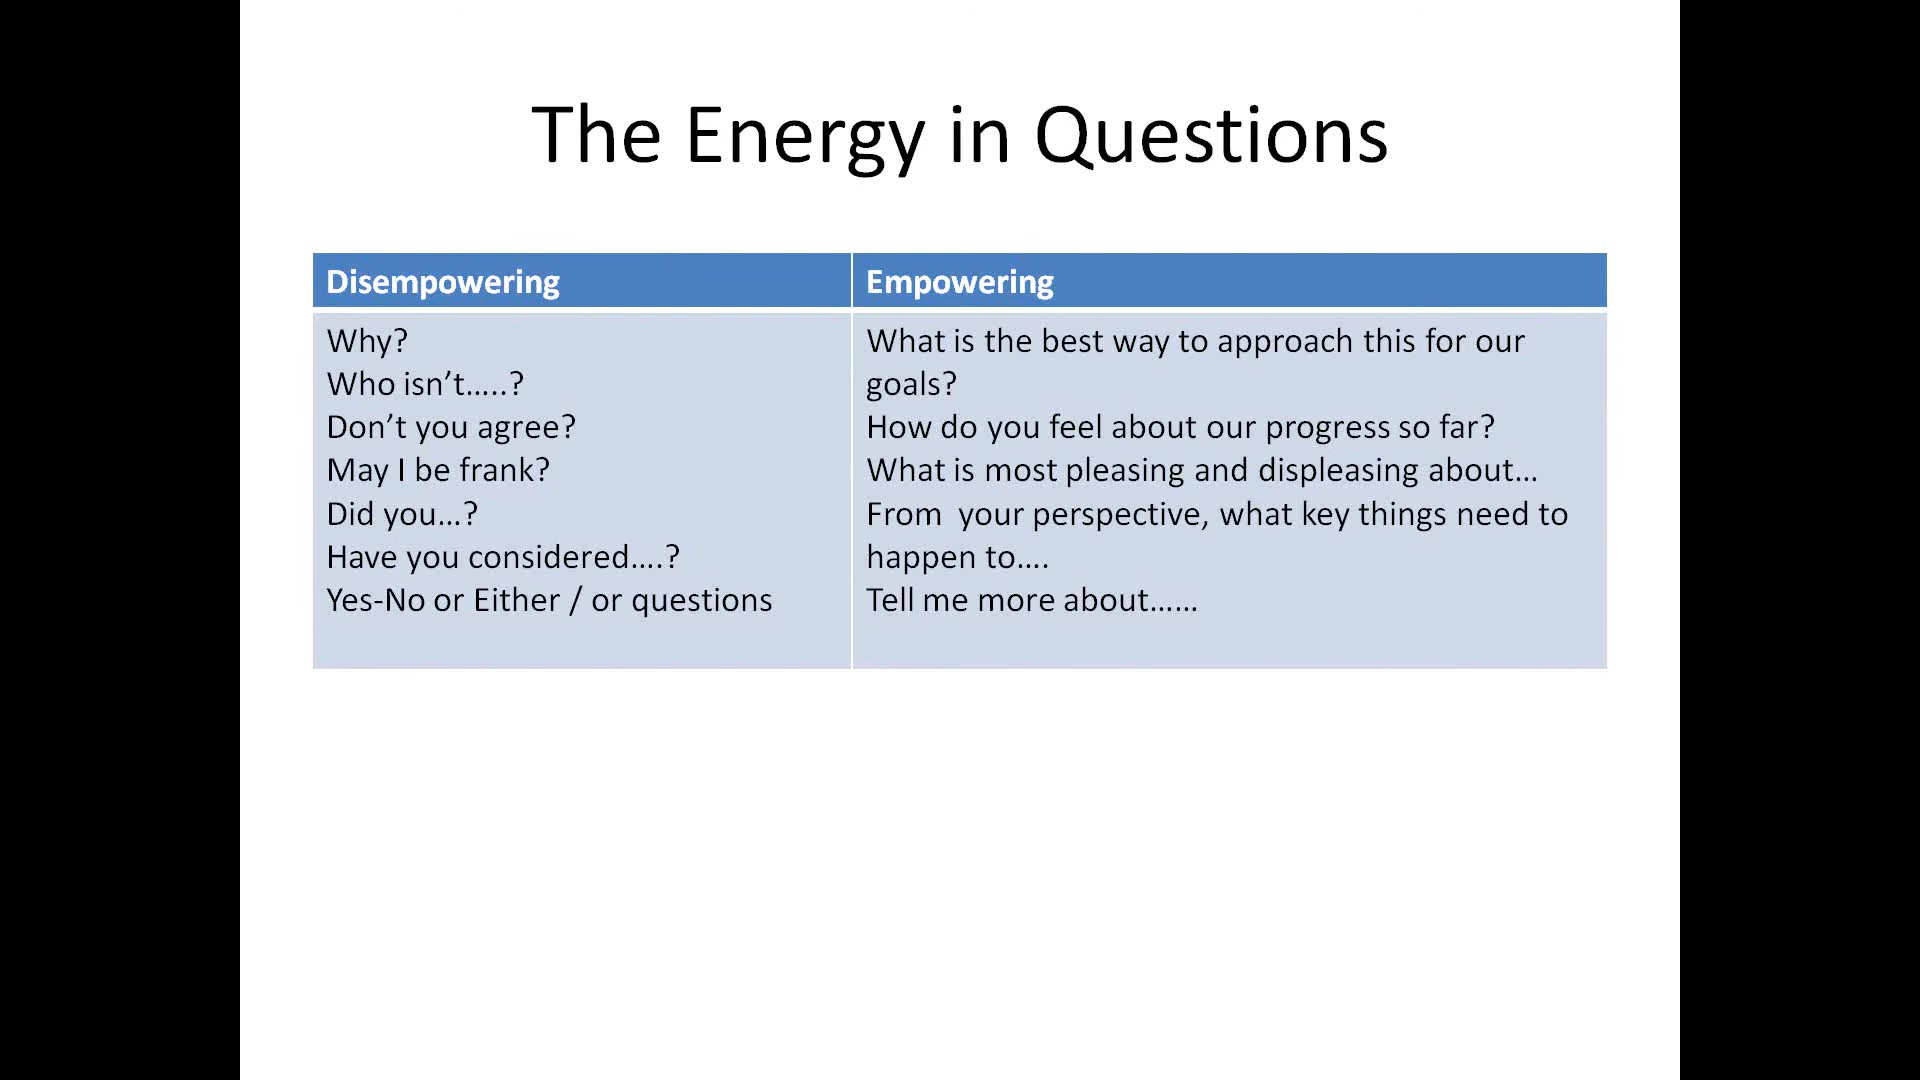 The Energy in Questions
Disempowering
Why?
Who isn’t…..?
Don’t you agree?
May I be frank?
Did you…?
Have you considered….?
Yes-No or Either / or questions
Empowering
What is the best way to approach this for our
goals?
How do you feel about our progress so far?
What is most pleasing and displeasing about…
From  your perspective, what key things need to
happen to….
Tell me more about……